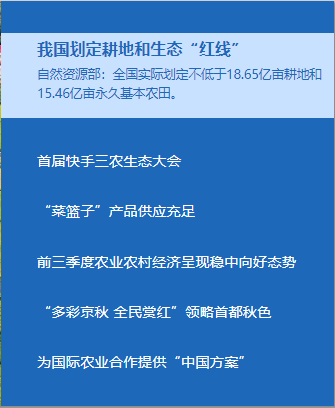 我国划定耕地和生态“红线”
自然资源部：全国实际划定不低于18.65亿亩耕地和
15.46亿亩永久基本农田。
首届快手三农生态大会
“菜篮子”产品供应充足
前三季度农业农村经济呈现稳中向好态势
“多彩京秋 全民赏红”领略首都秋色
为国际农业合作提供“中国方案”